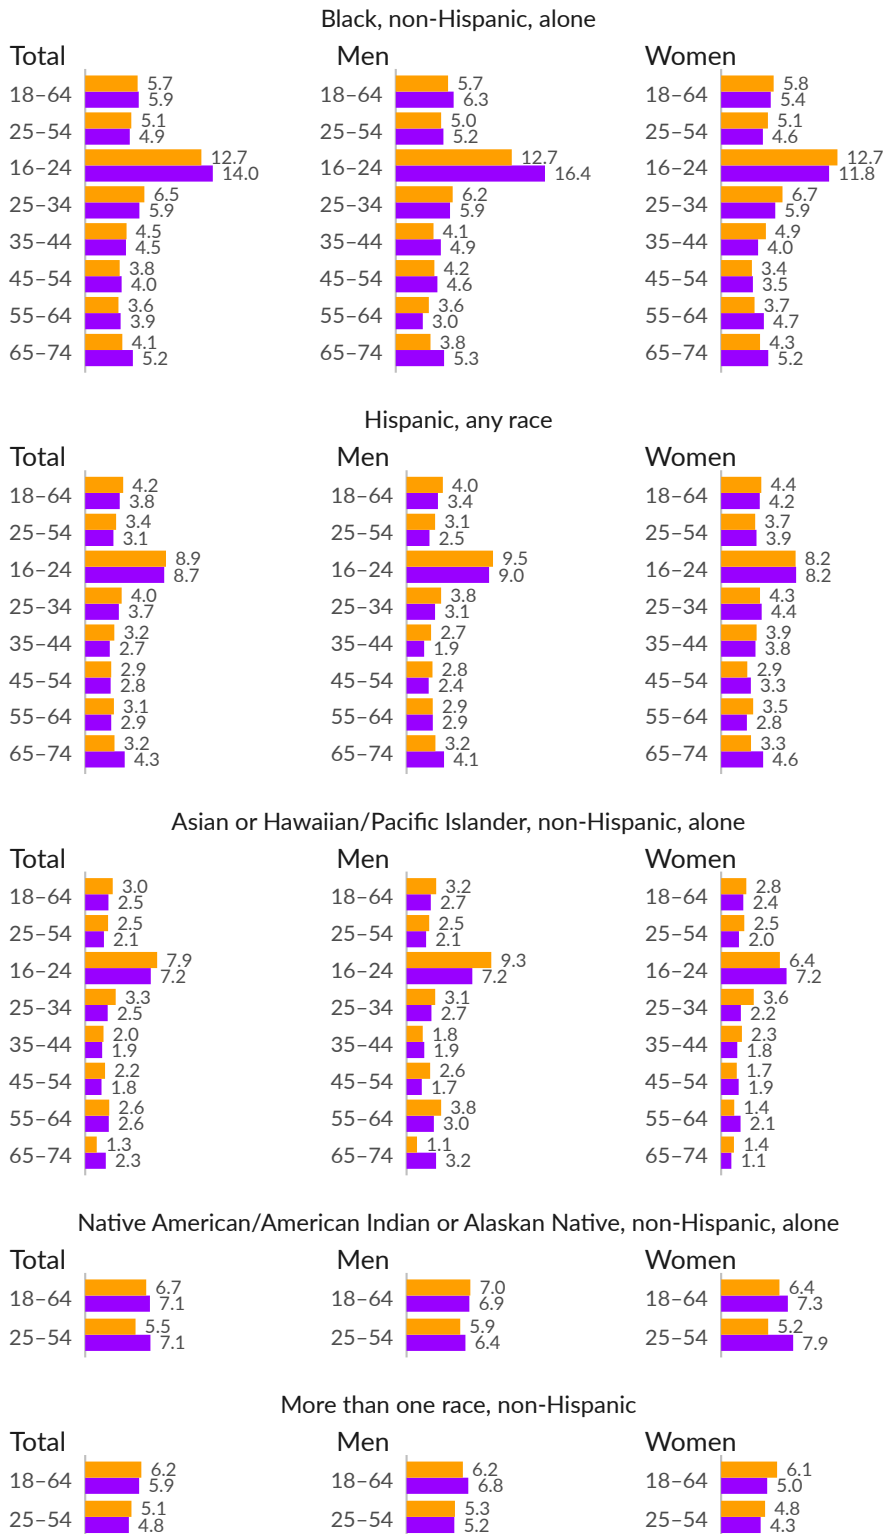 Black, non-Hispanic, alone
Total Men Women
5.7 5.7 5.8
18–64 18–64 18–64
5.9 6.3 5.4
5.1 5.0 5.1
25–54 25–54 25–54
4.9 5.2 4.6
12.7 12.7 12.7
16–24 16–24 16–24
14.0 16.4 11.8
6.5 6.2 6.7
25–34 25–34 25–34
5.9 5.9 5.9
4.5 4.1 4.9
35–44 35–44 35–44
4.5 4.9 4.0
3.8 4.2 3.4
45–54 45–54 45–54
4.0 4.6 3.5
3.6 3.6 3.7
55–64 55–64 55–64
3.9 3.0 4.7
4.1 3.8 4.3
65–74 65–74 65–74
5.2 5.3 5.2
Hispanic, any race
Total Men Women
4.2 4.0 4.4
18–64 18–64 18–64
3.8 3.4 4.2
3.4 3.1 3.7
25–54 25–54 25–54
3.1 2.5 3.9
8.9 9.5 8.2
16–24 16–24 16–24
8.7 9.0 8.2
4.0 3.8 4.3
25–34 25–34 25–34
3.7 3.1 4.4
3.2 2.7 3.9
35–44 35–44 35–44
2.7 1.9 3.8
2.9 2.8 2.9
45–54 45–54 45–54
2.8 2.4 3.3
3.1 2.9 3.5
55–64 55–64 55–64
2.9 2.9 2.8
3.2 3.2 3.3
65–74 65–74 65–74
4.3 4.1 4.6
Asian or Hawaiian/Pacific Islander, non-Hispanic, alone
Total Men Women
3.0 3.2 2.8
18–64 18–64 18–64
2.5 2.7 2.4
2.5 2.5 2.5
25–54 25–54 25–54
2.1 2.1 2.0
7.9 9.3 6.4
16–24 16–24 16–24
7.2 7.2 7.2
3.3 3.1 3.6
25–34 25–34 25–34
2.5 2.7 2.2
2.0 1.8 2.3
35–44 35–44 35–44
1.9 1.9 1.8
2.2 2.6 1.7
45–54 45–54 45–54
1.8 1.7 1.9
2.6 3.8 1.4
55–64 55–64 55–64
2.6 3.0 2.1
1.3 1.1 1.4
65–74 65–74 65–74
2.3 3.2 1.1
Native American/American Indian or Alaskan Native, non-Hispanic, alone
Total Men Women
6.7 7.0 6.4
18–64 18–64 18–64
7.1 6.9 7.3
5.5 5.9 5.2
25–54 25–54 25–54
7.1 6.4 7.9
More than one race, non-Hispanic
Total Men Women
6.2 6.2 6.1
18–64 18–64 18–64
5.9 6.8 5.0
5.1 5.3 4.8
25–54 25–54 25–54
4.8 5.2 4.3